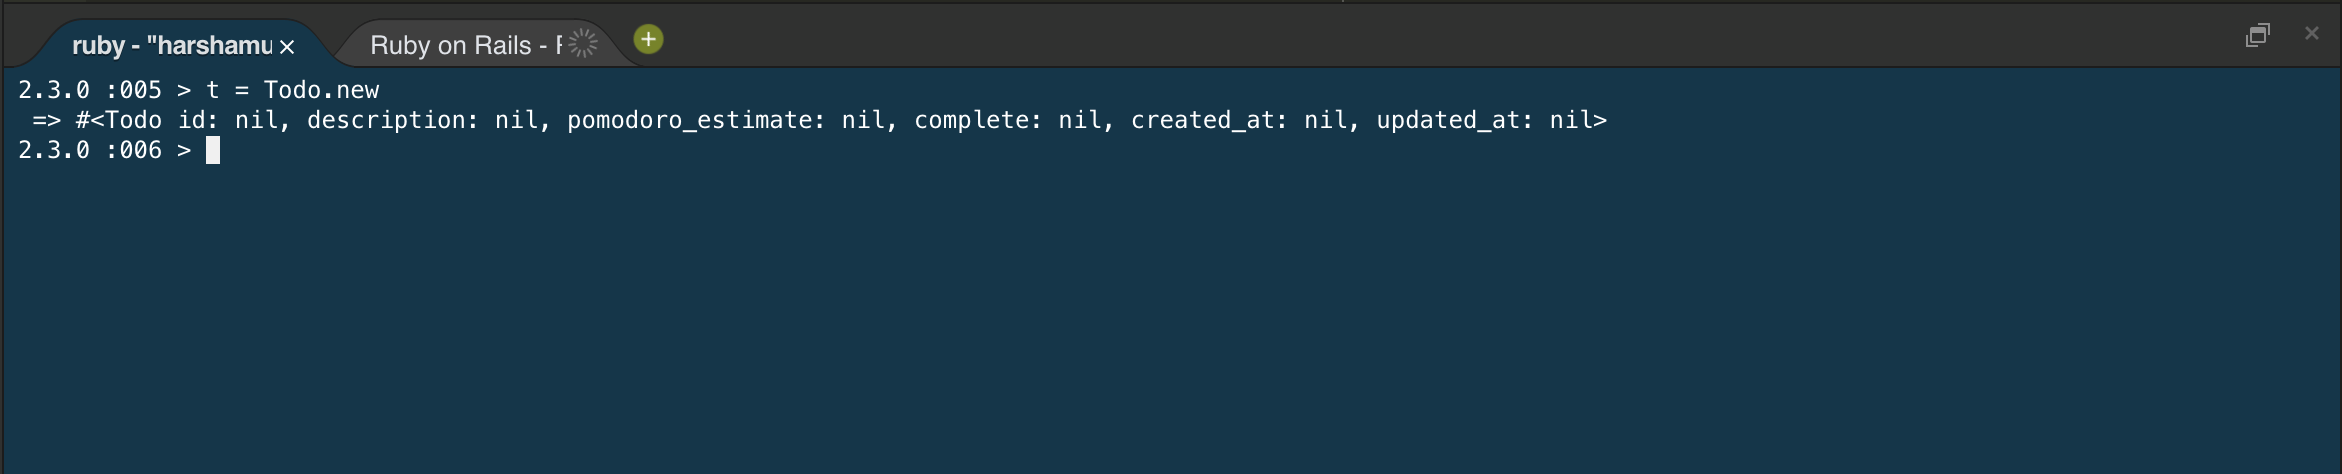 ruby - "harshamu ×
Ruby on Rails - F
2.3.0 :005 > t = Todo.new
 => #<Todo id: nil, description: nil, pomodoro_estimate: nil, complete: nil, created_at: nil, updated_at: nil>
2.3.0 :006 >